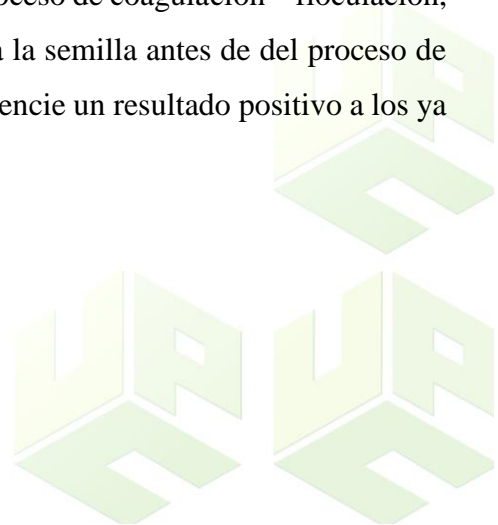 oceso de coagulación – floculación,
a la semilla antes de del proceso de
encie un resultado positivo a los ya